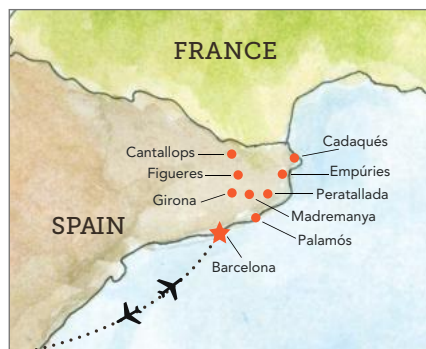 FRANCE
Cantallops
Cadaqués
Figueres
Empúries
Girona
Peratallada
SPAIN
Madremanya
Palamós
Barcelona